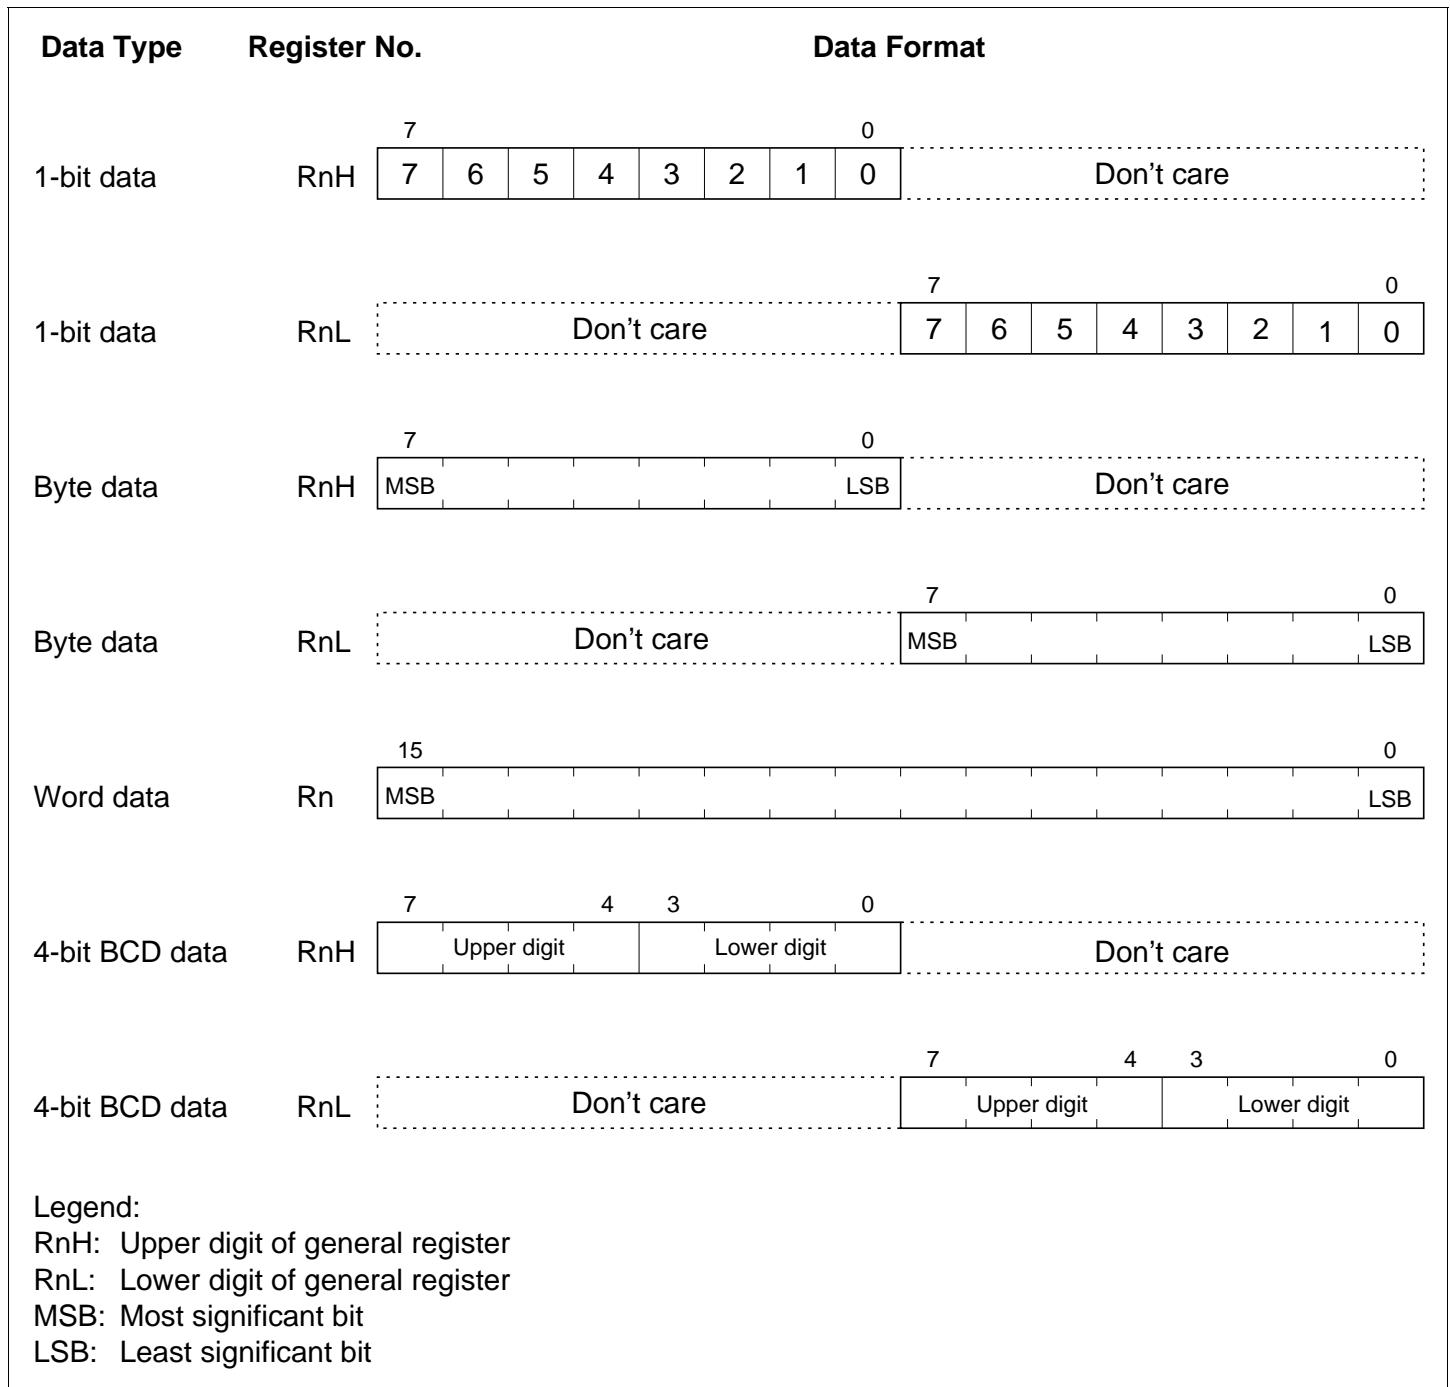 Data Type Register No. Data Format
7 0
1-bit data RnH 7 6 5 4 3 2 1 0 Don't care
7 0
1-bit data RnL Don't care 7 6 5 4 3 2 1 0
7 0
Byte data RnH MSB LSB Don't care
7 0
Byte data RnL Don't care MSB LSB
15 0
Word data Rn MSB LSB
7 4 3 0
4-bit BCD data RnH Upper digit Lower digit Don't care
7 4 3 0
4-bit BCD data RnL Don't care Upper digit Lower digit
Legend:
RnH: Upper digit of general register
RnL: Lower digit of general register
MSB: Most significant bit
LSB: Least significant bit